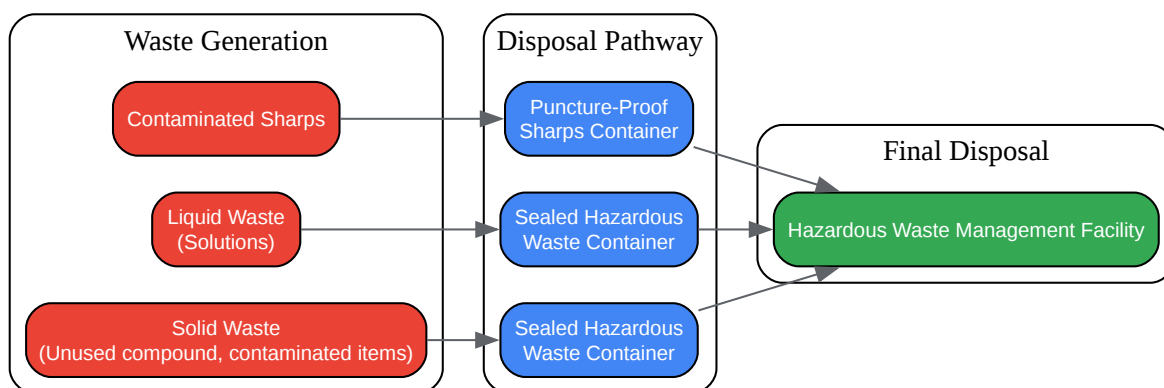 Waste Generation
Contaminated Sharps
Liquid Waste
(Solutions)
Solid Waste
(Unused compound, contaminated items)
Disposal Pathway
Puncture-Proof
Sharps Container
Sealed Hazardous
Waste Container
Sealed Hazardous
Waste Container
Final Disposal
Hazardous Waste Management Facility